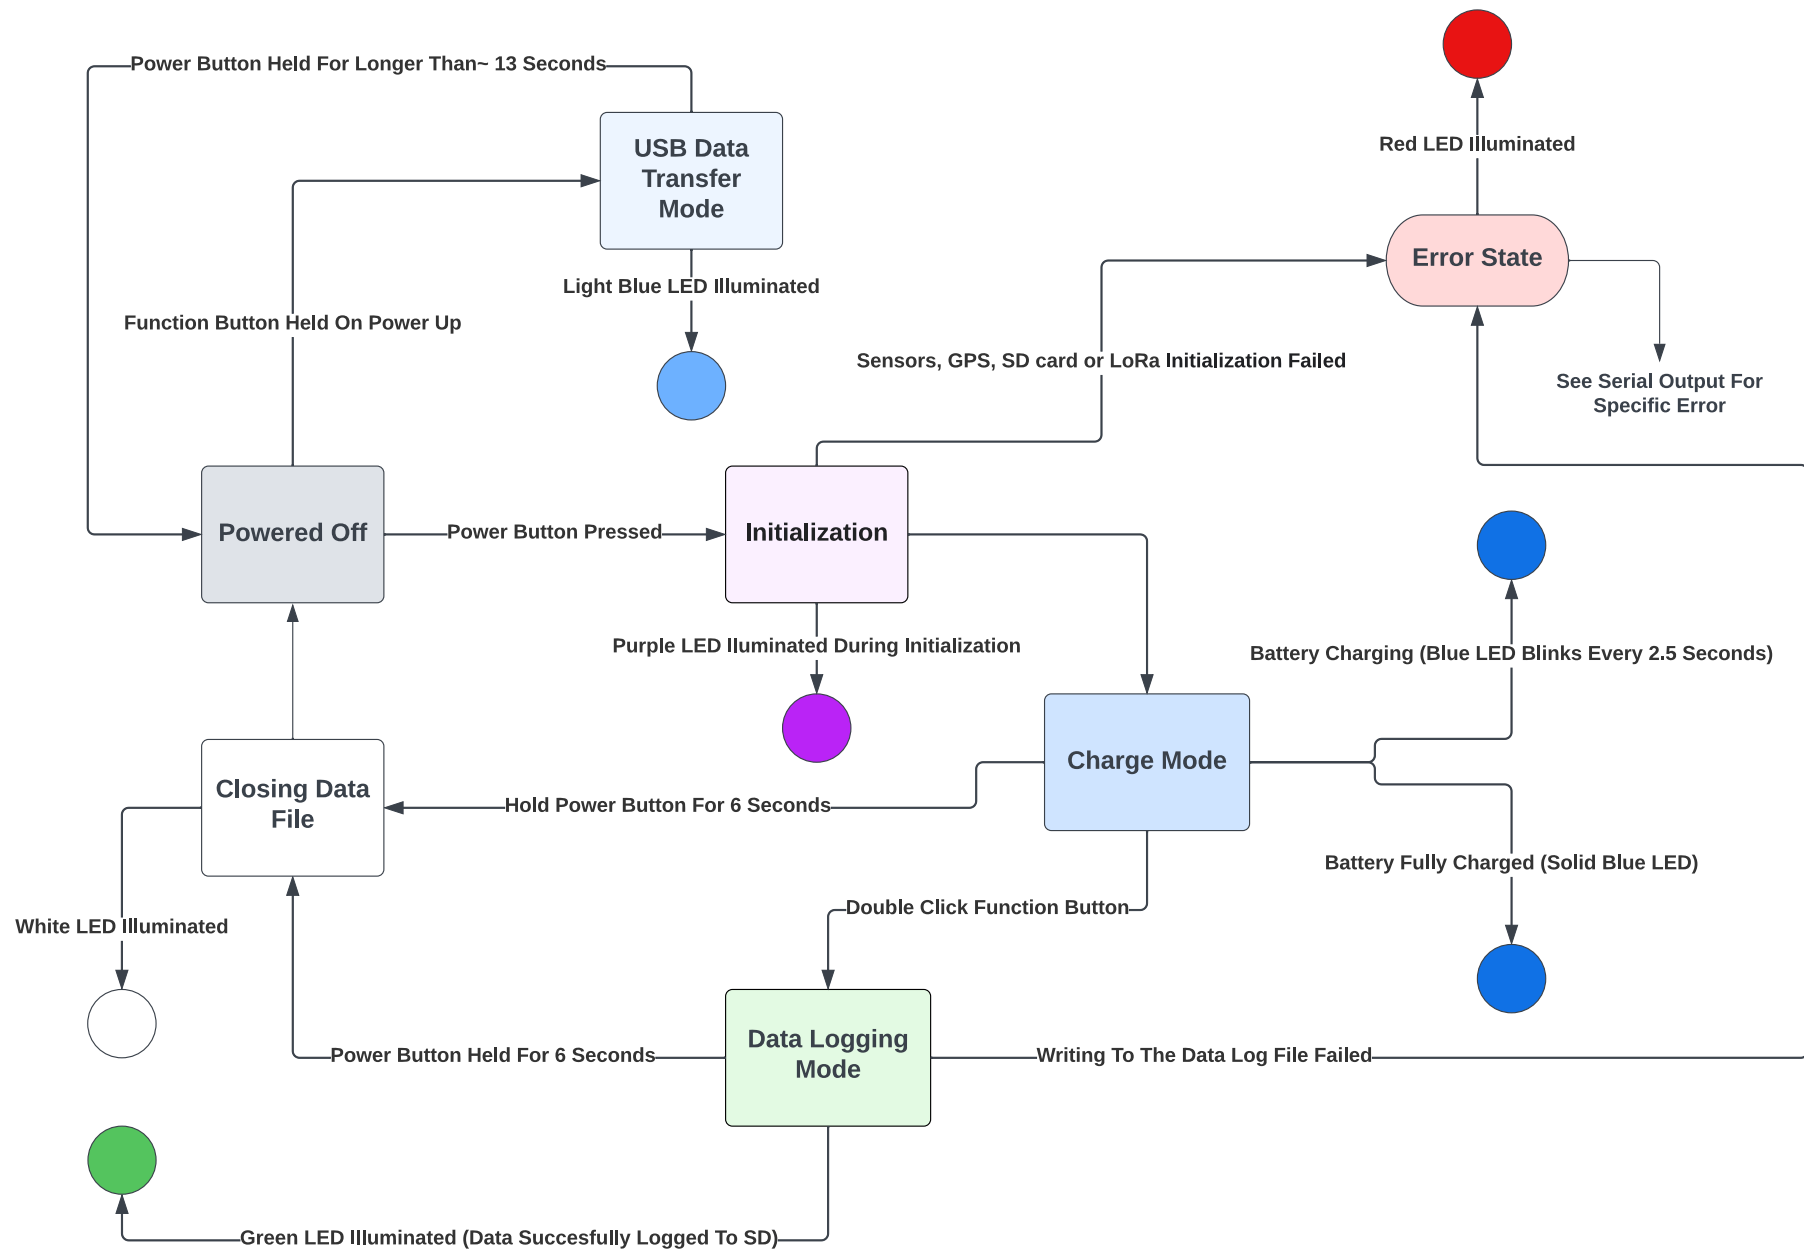 Power Button Held For Longer Than~ 13 Seconds
USB Data
Transfer
Mode
Red LED Illuminated
Error State
Light Blue LED Illuminated
Function Button Held On Power Up
Sensors, GPS, SD card or LoRa Initialization Failed
See Serial Output For
Specific Error
Powered Off
Power Button Pressed
Initialization
Purple LED Iluminated During Initialization
Battery Charging (Blue LED Blinks Every 2.5 Seconds)
Charge Mode
Closing Data
File
Hold Power Button For 6 Seconds
Battery Fully Charged (Solid Blue LED)
Double Click Function Button
White LED Illuminated
Data Logging
Mode
Power Button Held For 6 Seconds
Writing To The Data Log File Failed
Green LED Illuminated (Data Succesfully Logged To SD)